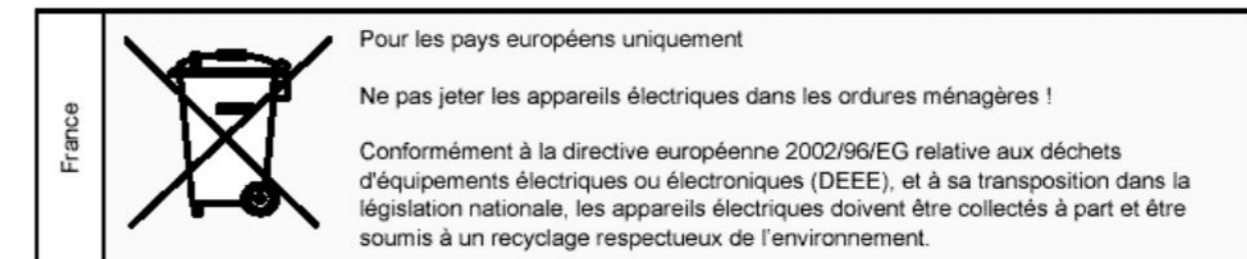 France
Pour les pays européens uniquement
Ne pas jeter les appareils électriques dans les ordures ménagères !
Conformément à la directive européenne 2002/96/EG relative aux déchets
d'équipements électriques ou électroniques (DEEE), et à sa transposition dans la
législation nationale, les appareils électriques doivent être collectés à part et être
soumis à un recyclage respectueux de l'environnement.